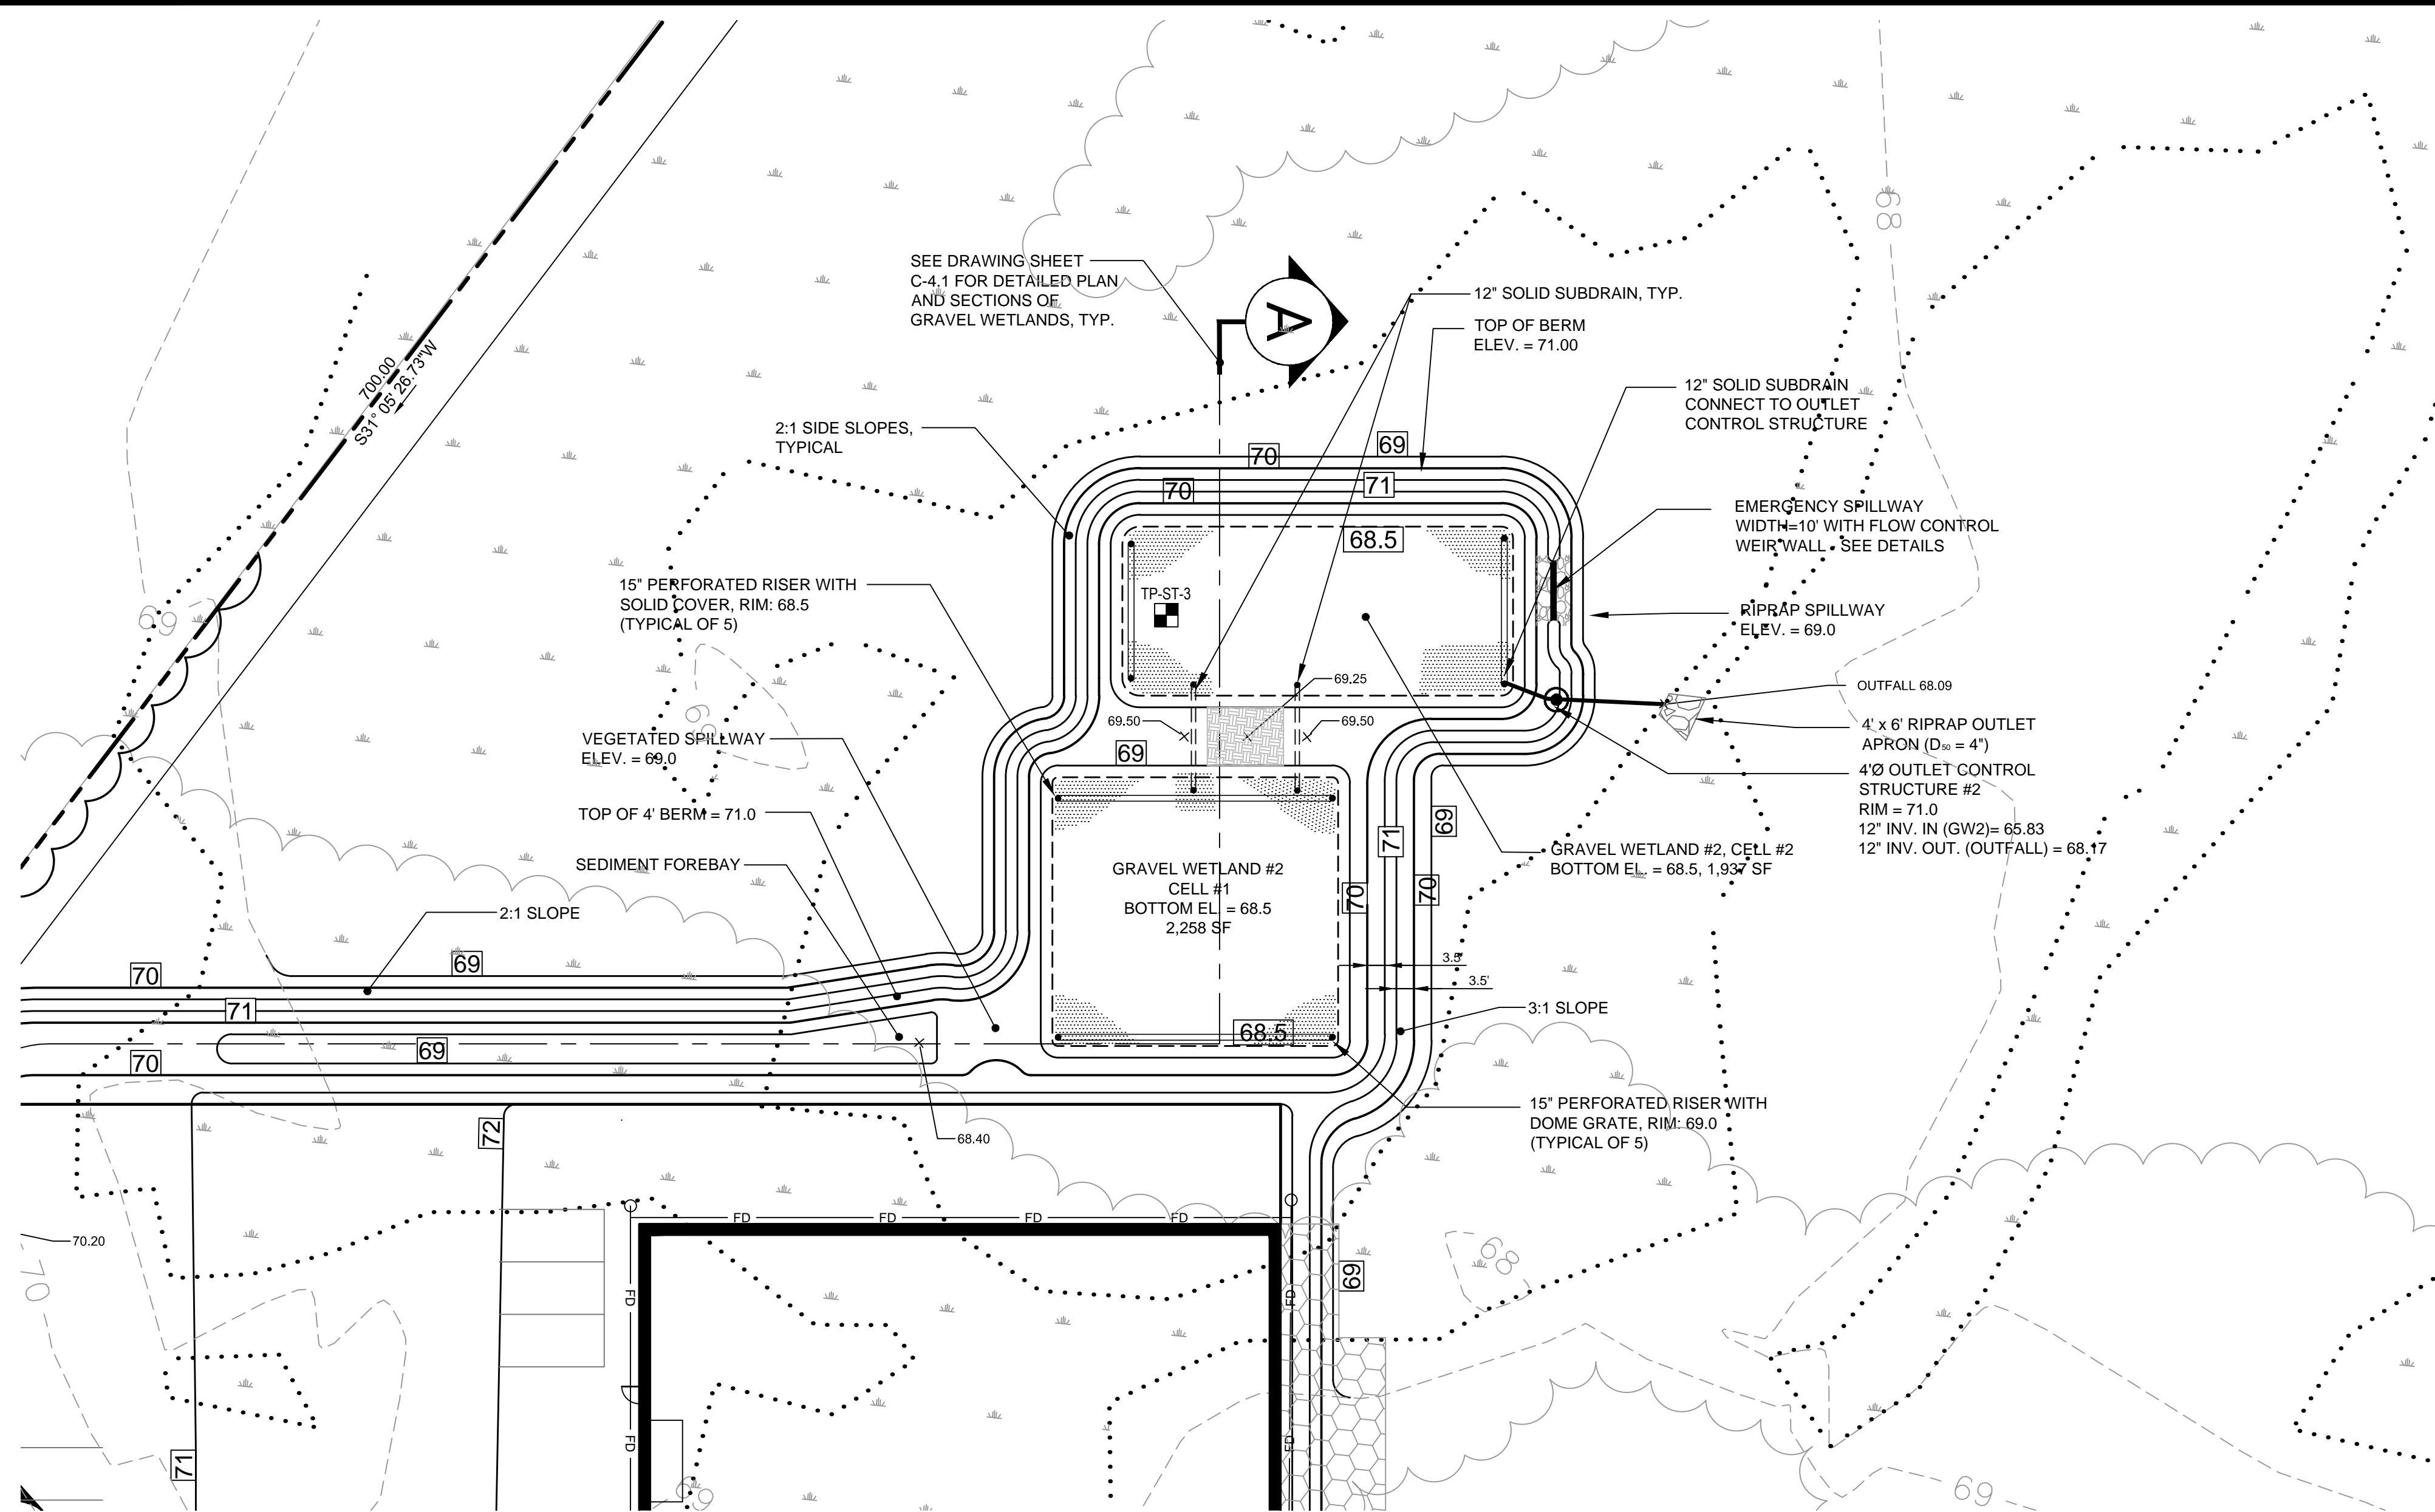 68
SEE DRAWING SHEET
C-4.1 FOR DETAILED PLAN
AND SECTIONS OF
GRAVEL WETLANDS, TYP.
A
12" SOLID SUBDRAIN, TYP.
TOP OF BERM
ELEV. = 71.00
700.00
S31° 05' 26.73"W
12" SOLID SUBDRAIN
CONNECT TO OUTLET
CONTROL STRUCTURE
2:1 SIDE SLOPES,
TYPICAL
69
70
70
71
68.5
EMERGENCY SPILLWAY
WIDTH=10' WITH FLOW CONTROL
WEIR WALL - SEE DETAILS
15" PERFORATED RISER WITH
SOLID COVER, RIM: 68.5
(TYPICAL OF 5)
TP-ST-3
69
RIPRAP SPILLWAY
ELEV. = 69.0
69.25
OUTFALL 68.09
69
69.50
69.50
4' x 6' RIPRAP OUTLET
APRON (D50 = 4")
VEGETATED SPILLWAY
ELEV. = 69.0
69
4'Ø OUTLET CONTROL
STRUCTURE #2
RIM = 71.0
12" INV. IN (GW2)= 65.83
12" INV. OUT. (OUTFALL) = 68.17
TOP OF 4' BERM = 71.0
69
71
SEDIMENT FOREBAY
GRAVEL WETLAND #2, CELL #2
BOTTOM EL. = 68.5, 1,937 SF
GRAVEL WETLAND #2
CELL #1
BOTTOM EL. = 68.5
2,258 SF
70
70
2:1 SLOPE
69
70
3.5'
3.5'
71
3:1 SLOPE
68.5
69
70
15" PERFORATED RISER WITH
DOME GRATE, RIM: 69.0
(TYPICAL OF 5)
72
68.40
FD
FD
FD
FD
70.20
70
68
69
FD
FD
FD
FD
71
69
69